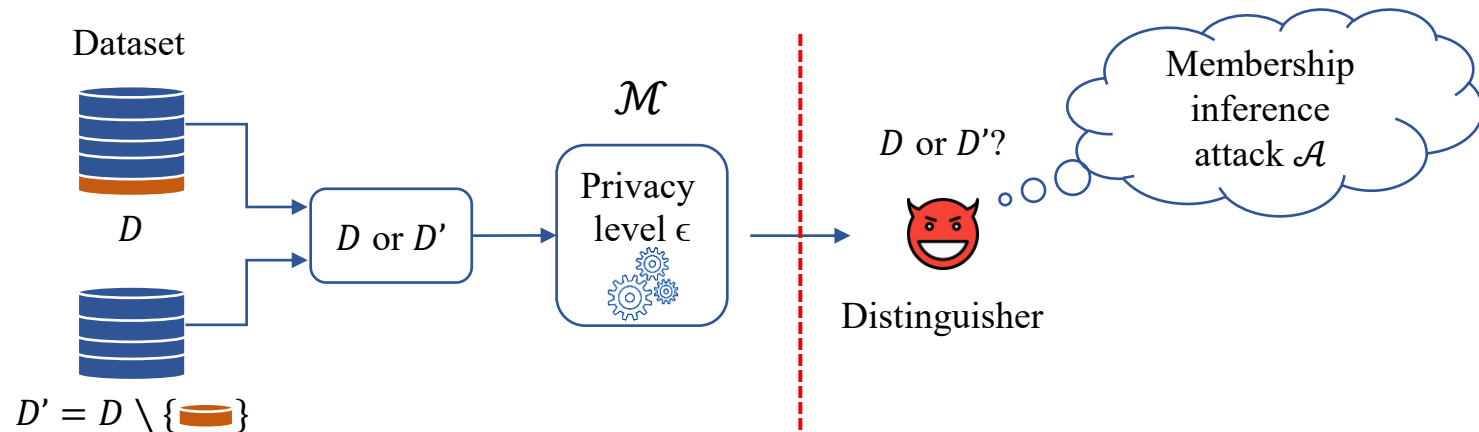 Dataset
D
D’ = D \ { }
D or D’
ℳ
Privacy
level ϵ
D or D’?
Distinguisher
Membership
inference
attack 𝒜